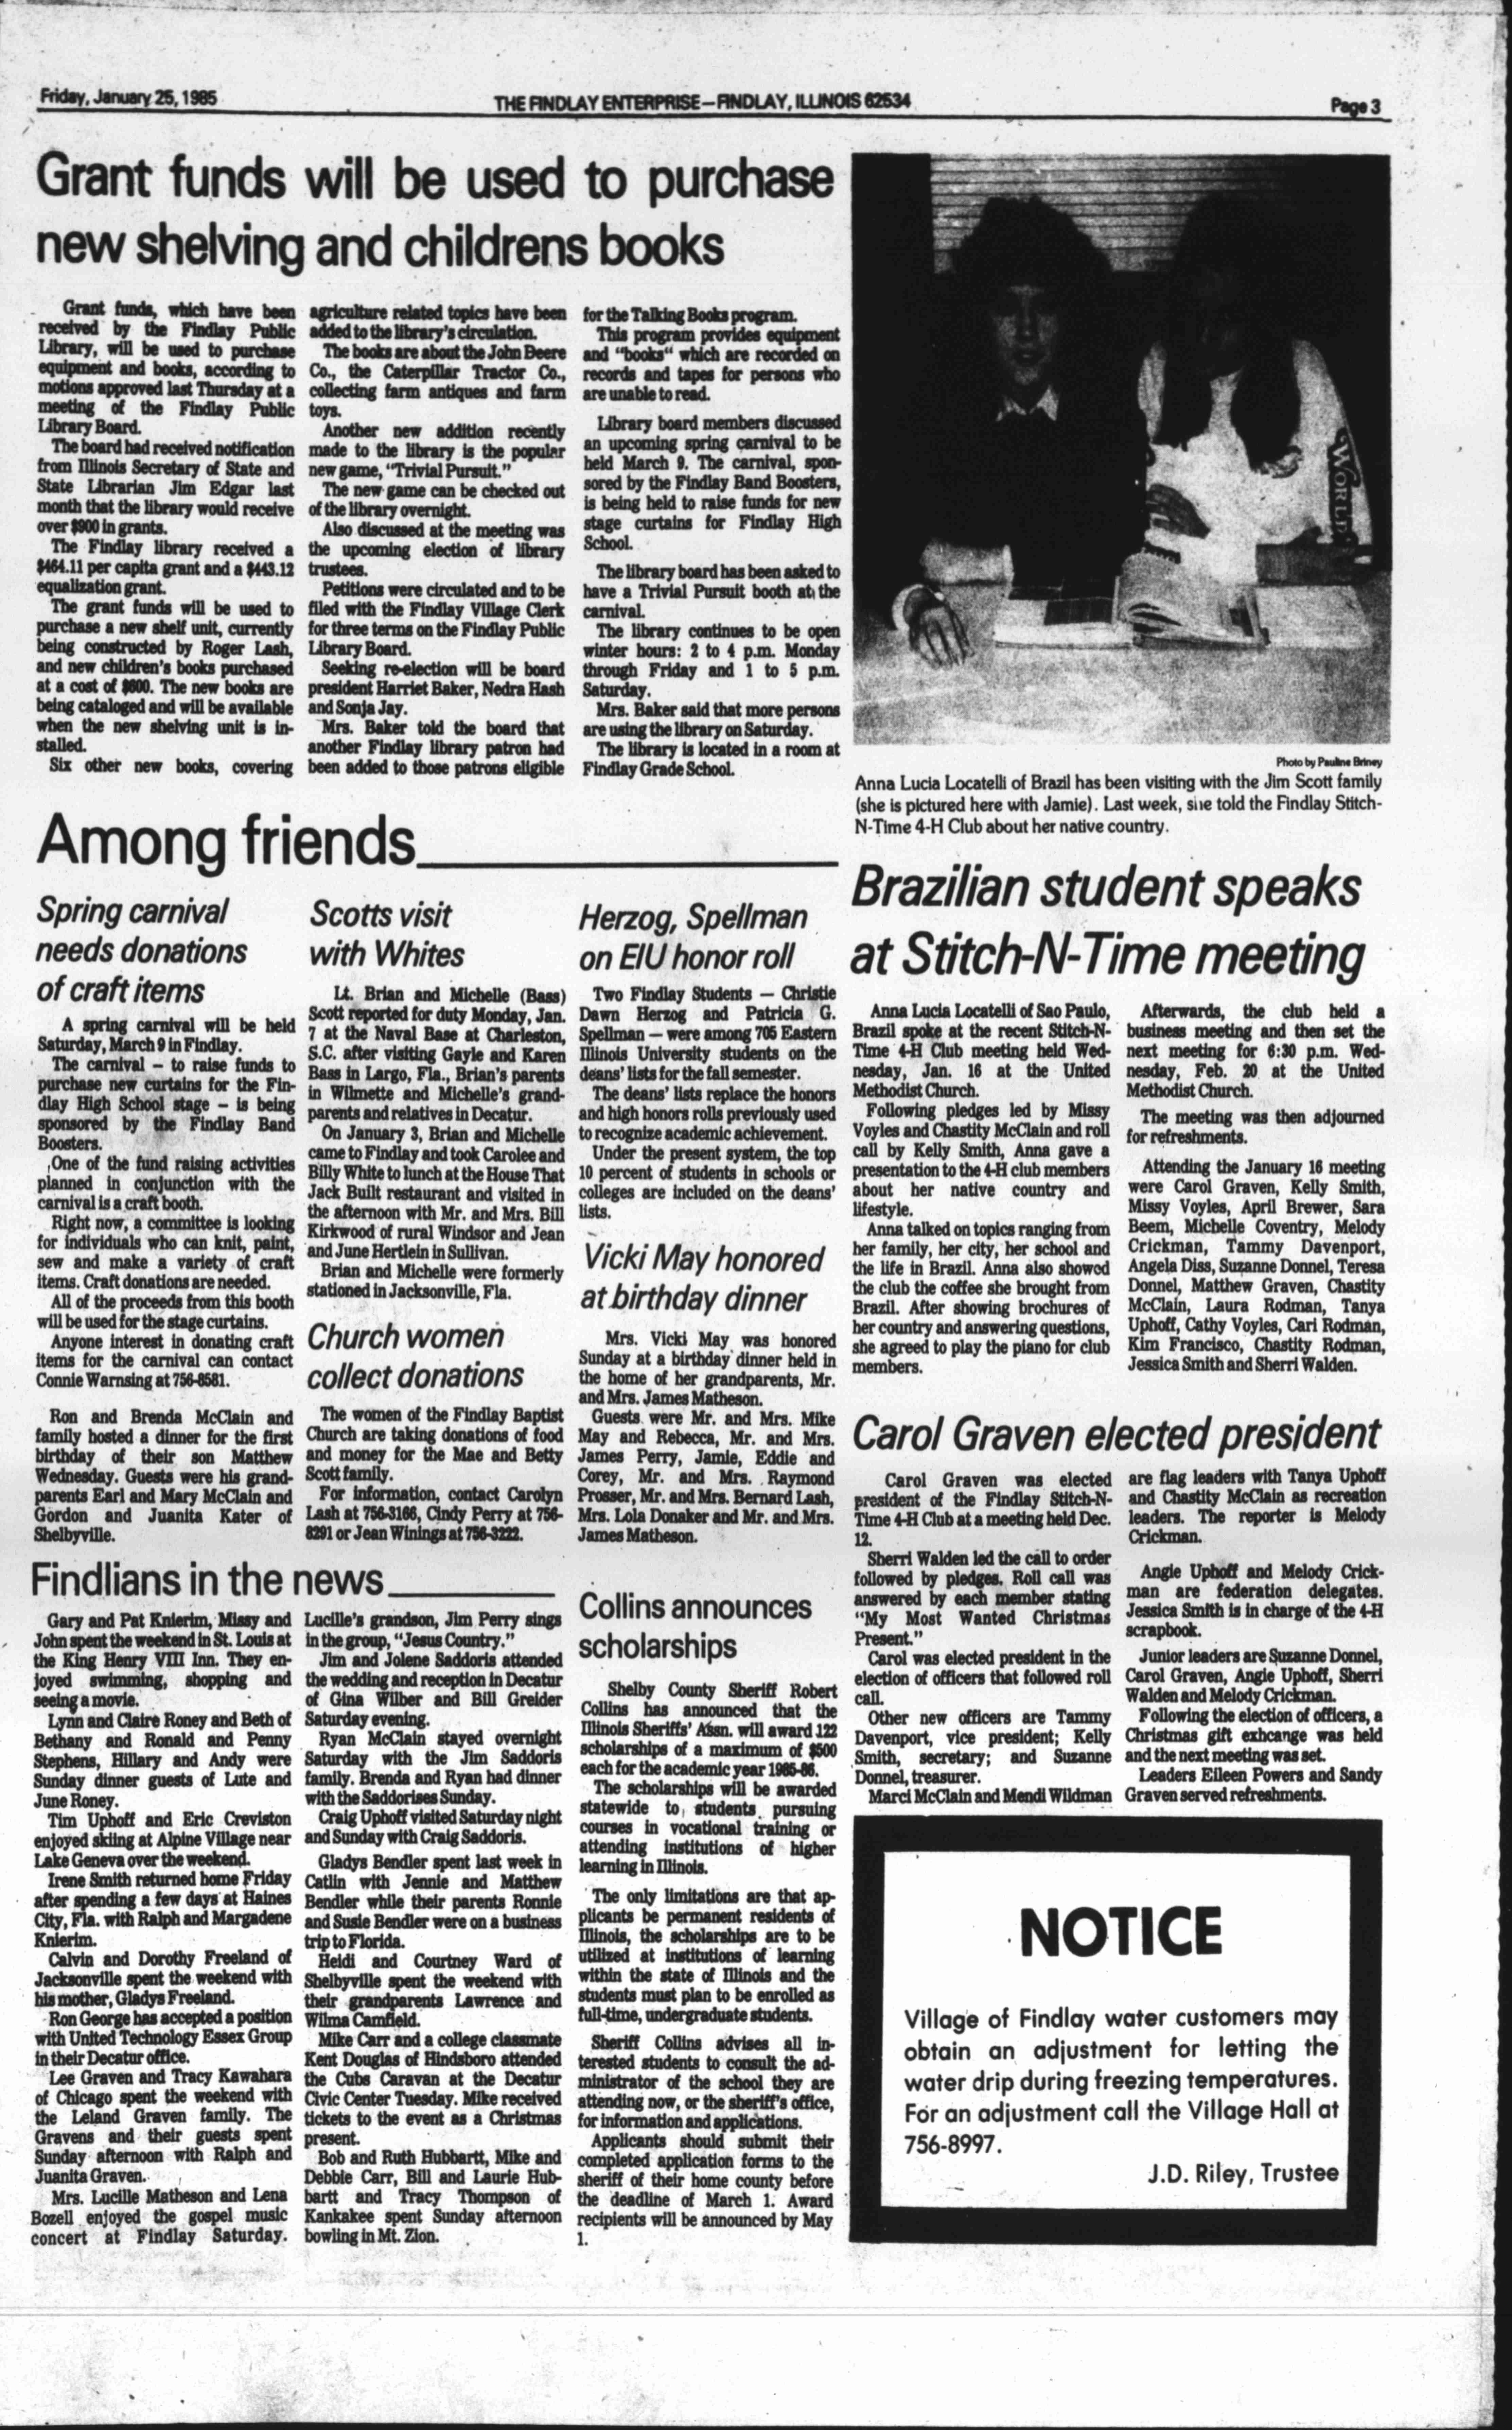 Friday, January 25, 1985
THE FINDLAY ENTERPRISE—FINDLAY, ILLINOIS 62534
Page 3
Grant funds will be used to purchase
new shelving and childrens books
Grant funds, which have been
received by the Findlay Public
Library, will be used to purchase
equipment and books, according to
motions approved last Thursday at a
meeting of the Findlay Public
Library Board.
The board had received notification
from Illinois Secretary of State and
State Librarian Jim Edgar last
month that the library would receive
over $900 in grants.
The Findlay library received a
$464.11 per capita grant and a $443.12
equalization grant.
The grant funds will be used to
purchase a new shelf unit, currently
being constructed by Roger Lash,
and new children's books purchased
at a cost of $600. The new books are
being cataloged and will be available
when the new shelving unit is in-
stalled.
Six other new books, covering
agriculture related topics have been
added to the library's circulation.
The books are about the John Deere
Co., the Caterpillar Tractor Co.,
collecting farm antiques and farm
toys.
Another new addition recently
made to the library is the popular
new game, "Trivial Pursuit."
The new game can be checked out
of the library overnight.
Also discussed at the meeting was
the upcoming election of library
trustees.
Petitions were circulated and to be
filed with the Findlay Village Clerk
for three terms on the Findlay Public
Library Board.
Seeking re-election will be board
president Harriet Baker, Nedra Hash
and Sonja Jay.
Mrs. Baker told the board that
another Findlay library patron had
been added to those patrons eligible
for the Talking Books program.
This program provides equipment
and "books" which are recorded on
records and tapes for persons who
are unable to read.
Library board members discussed
an upcoming spring carnival to be
held March 9. The carnival, spon-
sored by the Findlay Band Boosters,
is being held to raise funds for new
stage curtains for Findlay High
School.
The library board has been asked to
have a Trivial Pursuit booth at the
carnival.
The library continues to be open
winter hours: 2 to 4 p.m. Monday
through Friday and 1 to 5 p.m.
Saturday.
Mrs. Baker said that more persons
are using the library on Saturday.
The library is located in a room at
Findlay Grade School.
WORLD
Photo by Pauline Briney
Anna Lucia Locatelli of Brazil has been visiting with the Jim Scott family
(she is pictured here with Jamie). Last week, she told the Findlay Stitch-
N-Time 4-H Club about her native country.
Among friends
Spring carnival
needs donations
of craft items
A spring carnival will be held
Saturday, March 9 in Findlay.
The carnival – to raise funds to
purchase new curtains for the Fin-
dlay High School stage – is being
sponsored by the Findlay Band
Boosters.
One of the fund raising activities
planned in conjunction with the
carnival is a craft booth.
Right now, a committee is looking
for individuals who can knit, paint,
sew and make a variety of craft
items. Craft donations are needed.
All of the proceeds from this booth
will be used for the stage curtains.
Anyone interest in donating craft
items for the carnival can contact
Connie Warnsing at 756-8581.
Ron and Brenda McClain and
family hosted a dinner for the first
birthday of their son Matthew
Wednesday. Guests were his grand-
parents Earl and Mary McClain and
Gordon and Juanita Kater of
Shelbyville.
Scotts visit
with Whites
Lt. Brian and Michelle (Bass)
Scott reported for duty Monday, Jan.
7 at the Naval Base at Charleston,
S.C. after visiting Gayle and Karen
Bass in Largo, Fla., Brian's parents
in Wilmette and Michelle's grand-
parents and relatives in Decatur.
On January 3, Brian and Michelle
came to Findlay and took Carolee and
Billy White to lunch at the House That
Jack Built restaurant and visited in
the afternoon with Mr. and Mrs. Bill
Kirkwood of rural Windsor and Jean
and June Hertlein in Sullivan.
Brian and Michelle were formerly
stationed in Jacksonville, Fla.
Church women
collect donations
The women of the Findlay Baptist
Church are taking donations of food
and money for the Mae and Betty
Scott family.
For information, contact Carolyn
Lash at 756-3166, Cindy Perry at 756-
8291 or Jean Winings at 756-3222.
Herzog, Spellman
on EIU honor roll
Two Findlay Students — Christie
Dawn Herzog and Patricia G.
Spellman — were among 705 Eastern
Illinois University students on the
deans' lists for the fall semester.
The deans' lists replace the honors
and high honors rolls previously used
to recognize academic achievement.
Under the present system, the top
10 percent of students in schools or
colleges are included on the deans'
lists.
Vicki May honored
at birthday dinner
Mrs. Vicki May was honored
Sunday at a birthday dinner held in
the home of her grandparents, Mr.
and Mrs. James Matheson.
Guests were Mr. and Mrs. Mike
May and Rebecca, Mr. and Mrs.
James Perry, Jamie, Eddie and
Corey, Mr. and Mrs. Raymond
Prosser, Mr. and Mrs. Bernard Lash,
Mrs. Lola Donaker and Mr. and Mrs.
James Matheson.
Brazilian student speaks
at Stitch-N-Time meeting
Anna Lucia Locatelli of Sao Paulo,
Brazil spoke at the recent Stitch-N-
Time 4-H Club meeting held Wed-
nesday, Jan. 16 at the United
Methodist Church.
Following pledges led by Missy
Voyles and Chastity McClain and roll
call by Kelly Smith, Anna gave a
presentation to the 4-H club members
about her native country and
lifestyle.
Anna talked on topics ranging from
her family, her city, her school and
the life in Brazil. Anna also showed
the club the coffee she brought from
Brazil. After showing brochures of
her country and answering questions,
she agreed to play the piano for club
members.
Afterwards, the club held a
business meeting and then set the
next meeting for 6:30 p.m. Wed-
nesday, Feb. 20 at the United
Methodist Church.
The meeting was then adjourned
for refreshments.
Attending the January 16 meeting
were Carol Graven, Kelly Smith,
Missy Voyles, April Brewer, Sara
Beem, Michelle Coventry, Melody
Crickman, Tammy Davenport,
Angela Diss, Suzanne Donnel, Teresa
Donnel, Matthew Graven, Chastity
McClain, Laura Rodman, Tanya
Uphoff, Cathy Voyles, Cari Rodman,
Kim Francisco, Chastity Rodman,
Jessica Smith and Sherri Walden.
Carol Graven elected president
Carol Graven was elected
president of the Findlay Stitch-N-
Time 4-H Club at a meeting held Dec.
12.
Sherri Walden led the call to order
followed by pledges. Roll call was
answered by each member stating
"My Most Wanted Christmas
Present."
Carol was elected president in the
election of officers that followed roll
call.
Other new officers are Tammy
Davenport, vice president; Kelly
Smith, secretary; and Suzanne
Donnel, treasurer.
Marci McClain and Mendi Wildman
are flag leaders with Tanya Uphoff
and Chastity McClain as recreation
leaders. The reporter is Melody
Crickman.
Angie Uphoff and Melody Crick-
man are federation delegates.
Jessica Smith is in charge of the 4-H
scrapbook.
Junior leaders are Suzanne Donnel,
Carol Graven, Angie Uphoff, Sherri
Walden and Melody Crickman.
Following the election of officers, a
Christmas gift exhcange was held
and the next meeting was set.
Leaders Eileen Powers and Sandy
Graven served refreshments.
Findlians in the news
Gary and Pat Knierim, Missy and
John spent the weekend in St. Louis at
the King Henry VIII Inn. They en-
joyed swimming, shopping and
seeing a movie.
Lynn and Claire Roney and Beth of
Bethany and Ronald and Penny
Stephens, Hillary and Andy were
Sunday dinner guests of Lute and
June Roney.
Tim Uphoff and Eric Creviston
enjoyed skiing at Alpine Village near
Lake Geneva over the weekend.
Irene Smith returned home Friday
after spending a few days at Haines
City, Fla. with Ralph and Margadene
Knierim.
Calvin and Dorothy Freeland of
Jacksonville spent the weekend with
his mother, Gladys Freeland.
Ron George has accepted a position
with United Technology Essex Group
in their Decatur office.
Lee Graven and Tracy Kawahara
of Chicago spent the weekend with
the Leland Graven family. The
Gravens and their guests spent
Sunday afternoon with Ralph and
Juanita Graven.
Mrs. Lucille Matheson and Lena
Bozell enjoyed the gospel music
concert at Findlay Saturday.
Lucille's grandson, Jim Perry sings
in the group, "Jesus Country."
Jim and Jolene Saddoris attended
the wedding and reception in Decatur
of Gina Wilber and Bill Greider
Saturday evening.
Ryan McClain stayed overnight
Saturday with the Jim Saddoris
family. Brenda and Ryan had dinner
with the Saddorises Sunday.
Craig Uphoff visited Saturday night
and Sunday with Craig Saddoris.
Gladys Bendler spent last week in
Catlin with Jennie and Matthew
Bendler while their parents Ronnie
and Susie Bendler were on a business
trip to Florida.
Heidi and Courtney Ward of
Shelbyville spent the weekend with
their grandparents Lawrence and
Wilma Camfield.
Mike Carr and a college classmate
Kent Douglas of Hindsboro attended
the Cubs Caravan at the Decatur
Civic Center Tuesday. Mike received
tickets to the event as a Christmas
present.
Bob and Ruth Hubbartt, Mike and
Debbie Carr, Bill and Laurie Hub-
bartt and Tracy Thompson of
Kankakee spent Sunday afternoon
bowling in Mt. Zion.
Collins announces
scholarships
Shelby County Sheriff Robert
Collins has announced that the
Illinois Sheriffs' Assn. will award 122
scholarships of a maximum of $500
each for the academic year 1985-86.
The scholarships will be awarded
statewide to students pursuing
courses in vocational training or
attending institutions of higher
learning in Illinois.
The only limitations are that ap-
plicants be permanent residents of
Illinois, the scholarships are to be
utilized at institutions of learning
within the state of Illinois and the
students must plan to be enrolled as
full-time, undergraduate students.
Sheriff Collins advises all in-
terested students to consult the ad-
ministrator of the school they are
attending now, or the sheriff's office,
for information and applications.
Applicants should submit their
completed application forms to the
sheriff of their home county before
the deadline of March 1. Award
recipients will be announced by May
1.
NOTICE
Village of Findlay water customers may
obtain an adjustment for letting the
water drip during freezing temperatures.
For an adjustment call the Village Hall at
756-8997.
J.D. Riley, Trustee